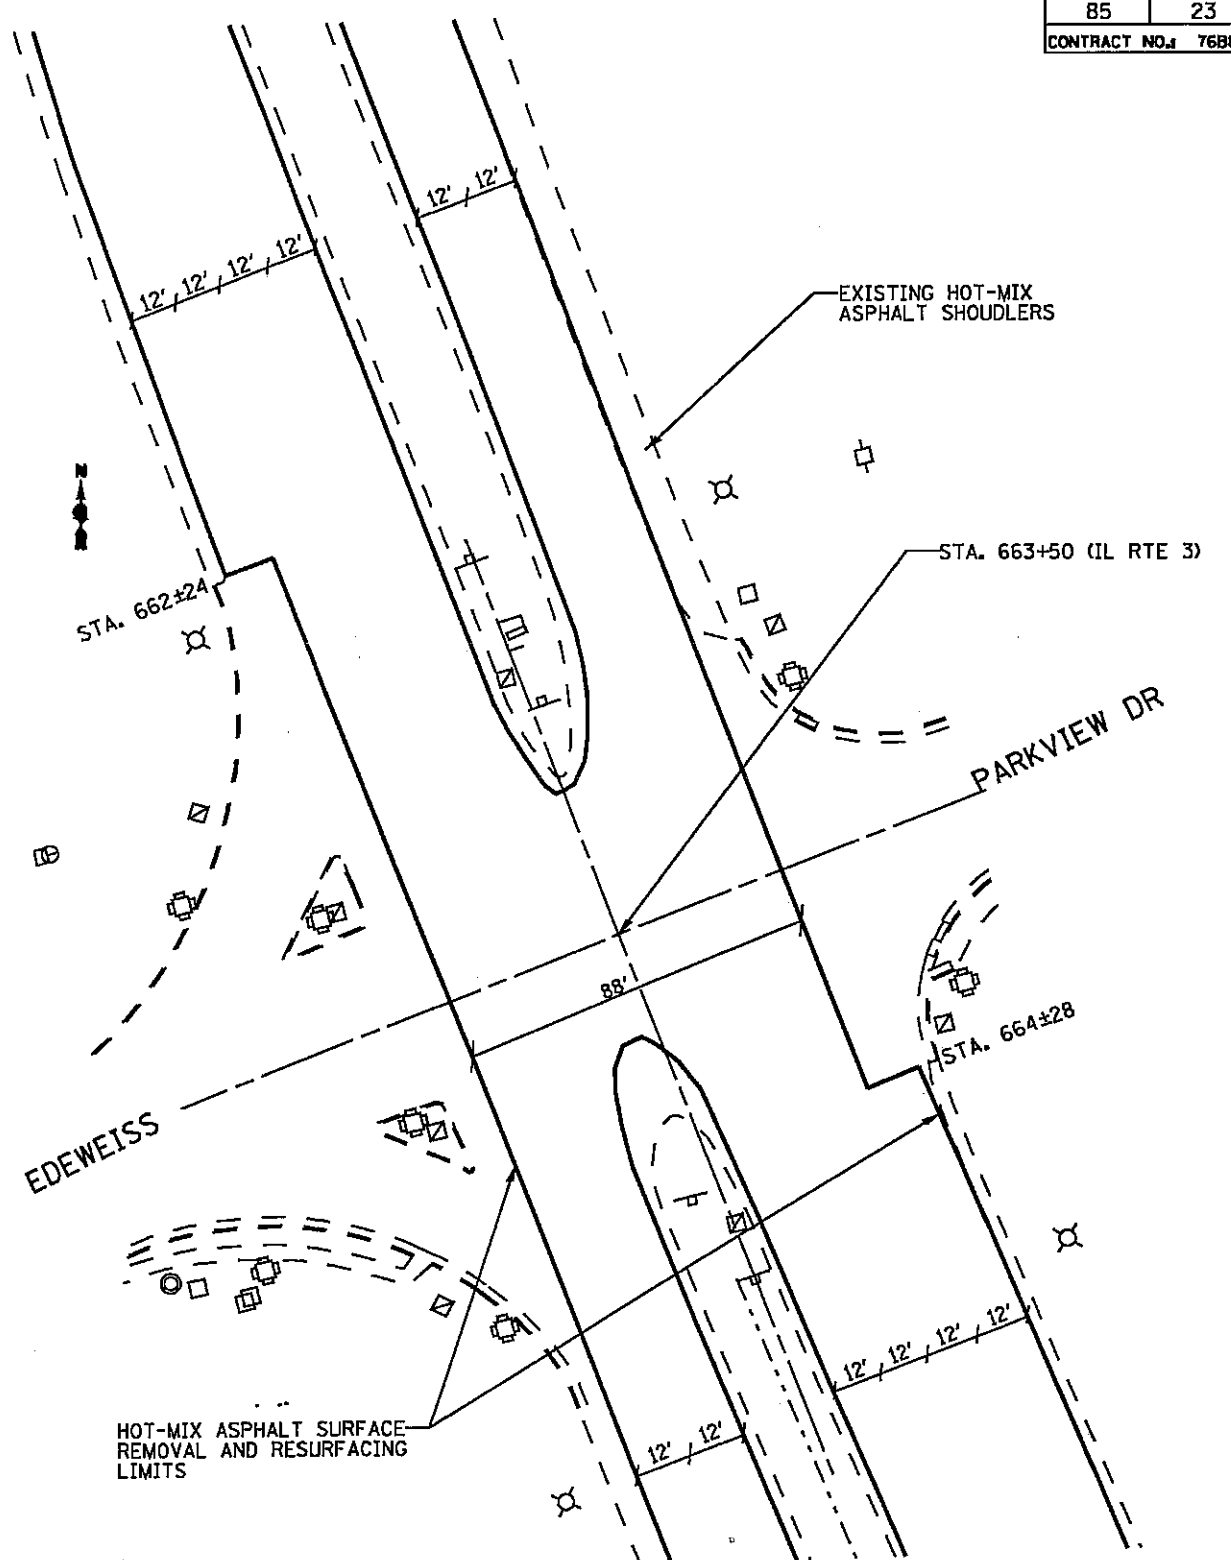 85 23
CONTRACT NO.:
12' 12'
12' 12' 12' 12'
EXISTING HOT-MIX
ASPHALT SHOUDLERS
N
STA. 663+50 (IL RTE 3)
STA. 662±24
PARKVIEW DR
88'
STA. 664±28
EDEWEISS
12' 12' 12' 12'
HOT-MIX ASPHALT SURFACE
REMOVAL AND RESURFACING
LIMITS
12' 12'